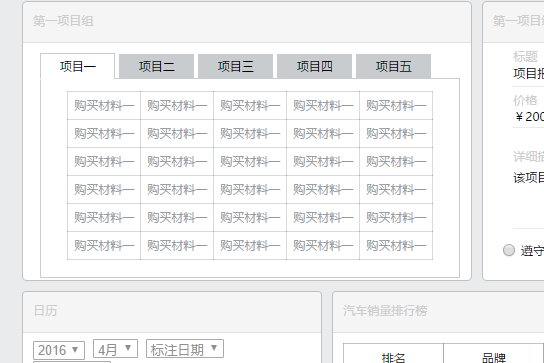 第一项目组
项目一 项目二 项目三 项目四 项目五
购买材料一 购买材料一 购买材料一 购买材料一 购买材料一
购买材料一 购买材料一 购买材料一 购买材料一 购买材料一
购买材料一 购买材料一 购买材料一 购买材料一 购买材料一
购买材料一 购买材料一 购买材料一 购买材料一 购买材料一
购买材料一 购买材料一 购买材料一 购买材料一 购买材料一
购买材料一 购买材料一 购买材料一 购买材料一 购买材料一
第一项目组
标题
项目
价格
￥200
详细
该项目
遵守
日历
2016 4月 标注日期
汽车销量排行榜
排名 品牌